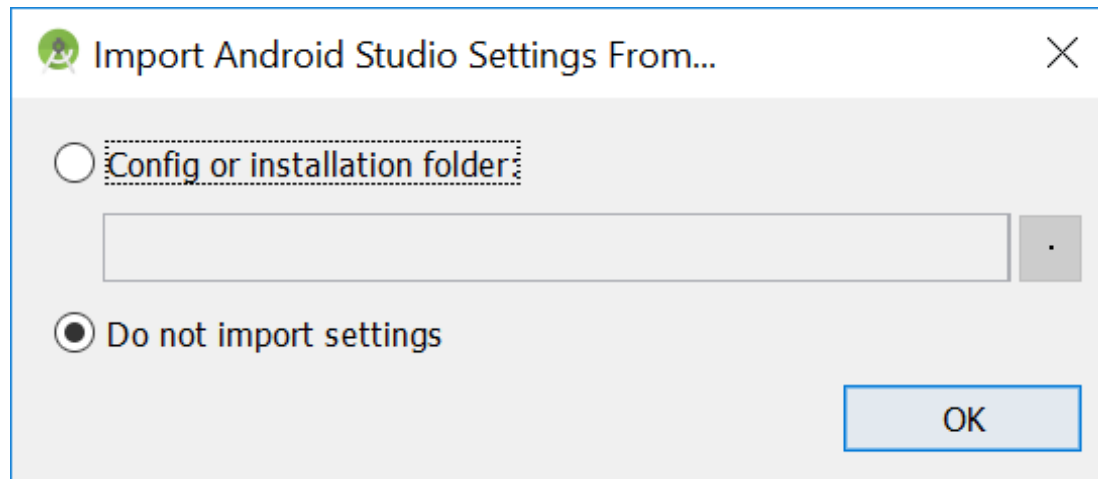 Import Android Studio Settings From...
Config or installation folder:
.
Do not import settings
OK